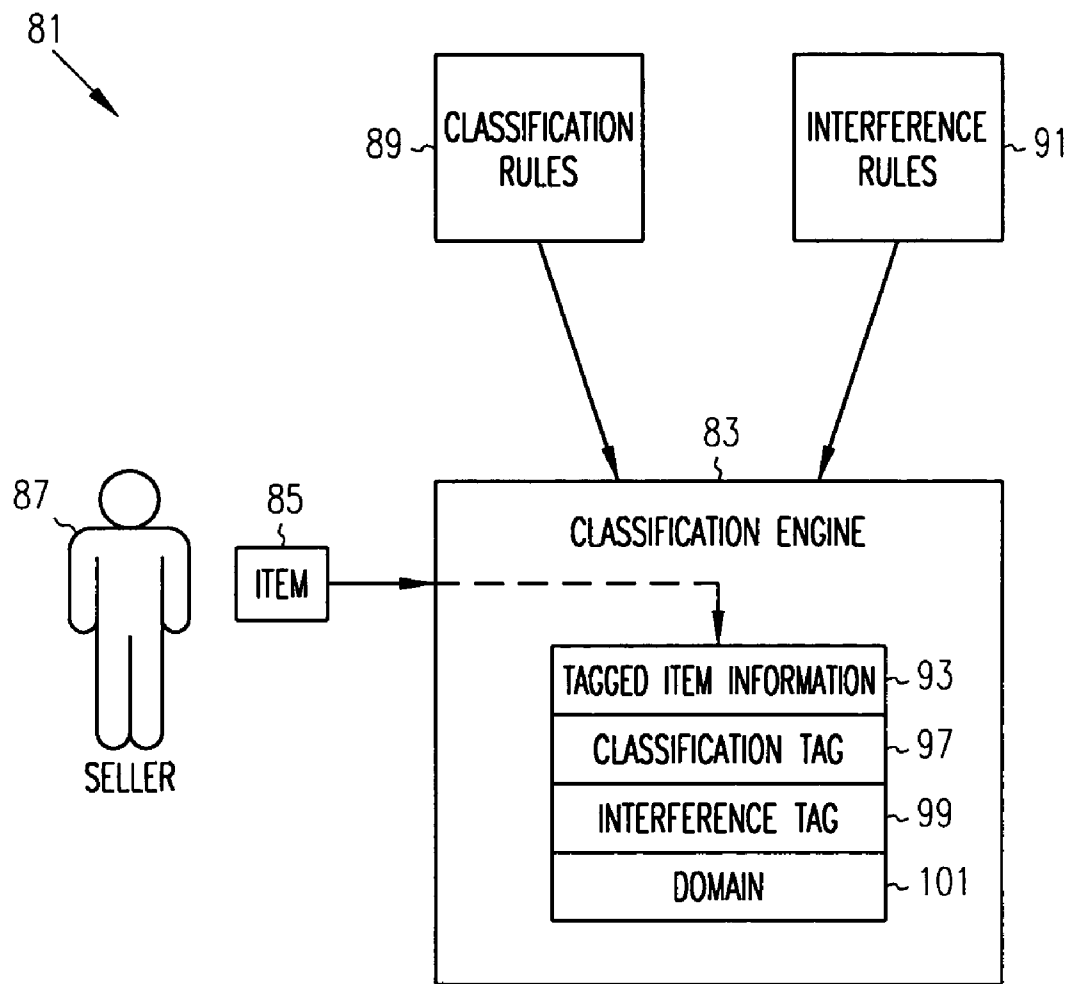 81
89
CLASSIFICATION
RULES
INTERFERENCE
RULES
91
83
87
85
ITEM
SELLER
CLASSIFICATION ENGINE
TAGGED ITEM INFORMATION
93
CLASSIFICATION TAG
97
INTERFERENCE TAG
99
DOMAIN
101